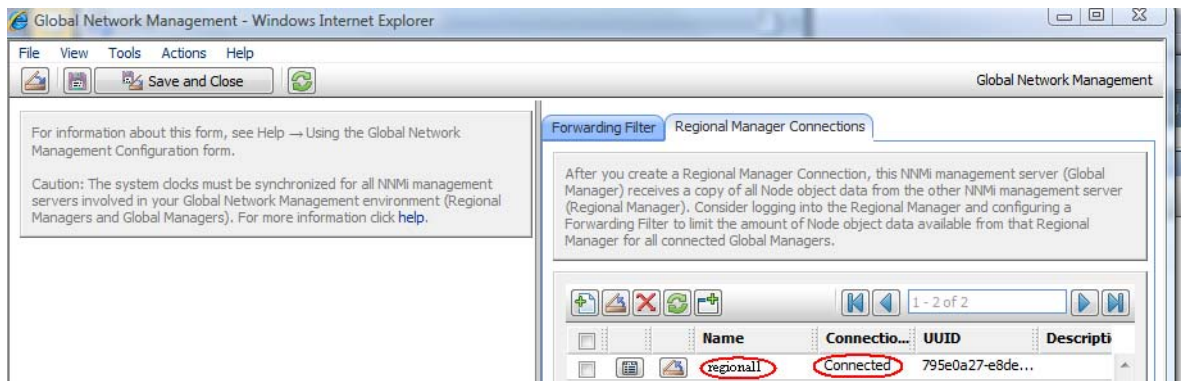 Global Network Management - Windows Internet Explorer
File View Tools Actions Help
Save and Close
Global Network Management
For information about this form, see Help → Using the Global Network
Management Configuration form.
Caution: The system clocks must be synchronized for all NNMi management
servers involved in your Global Network Management environment (Regional
Managers and Global Managers). For more information click help.
Forwarding Filter
Regional Manager Connections
After you create a Regional Manager Connection, this NNMi management server (Global
Manager) receives a copy of all Node object data from the other NNMi management server
(Regional Manager). Consider logging into the Regional Manager and configuring a
Forwarding Filter to limit the amount of Node object data available from that Regional
Manager for all connected Global Managers.
1 - 2 of 2
Name Connectio... UUID Descripti
regional1 Connected 795e0a27-e8de...